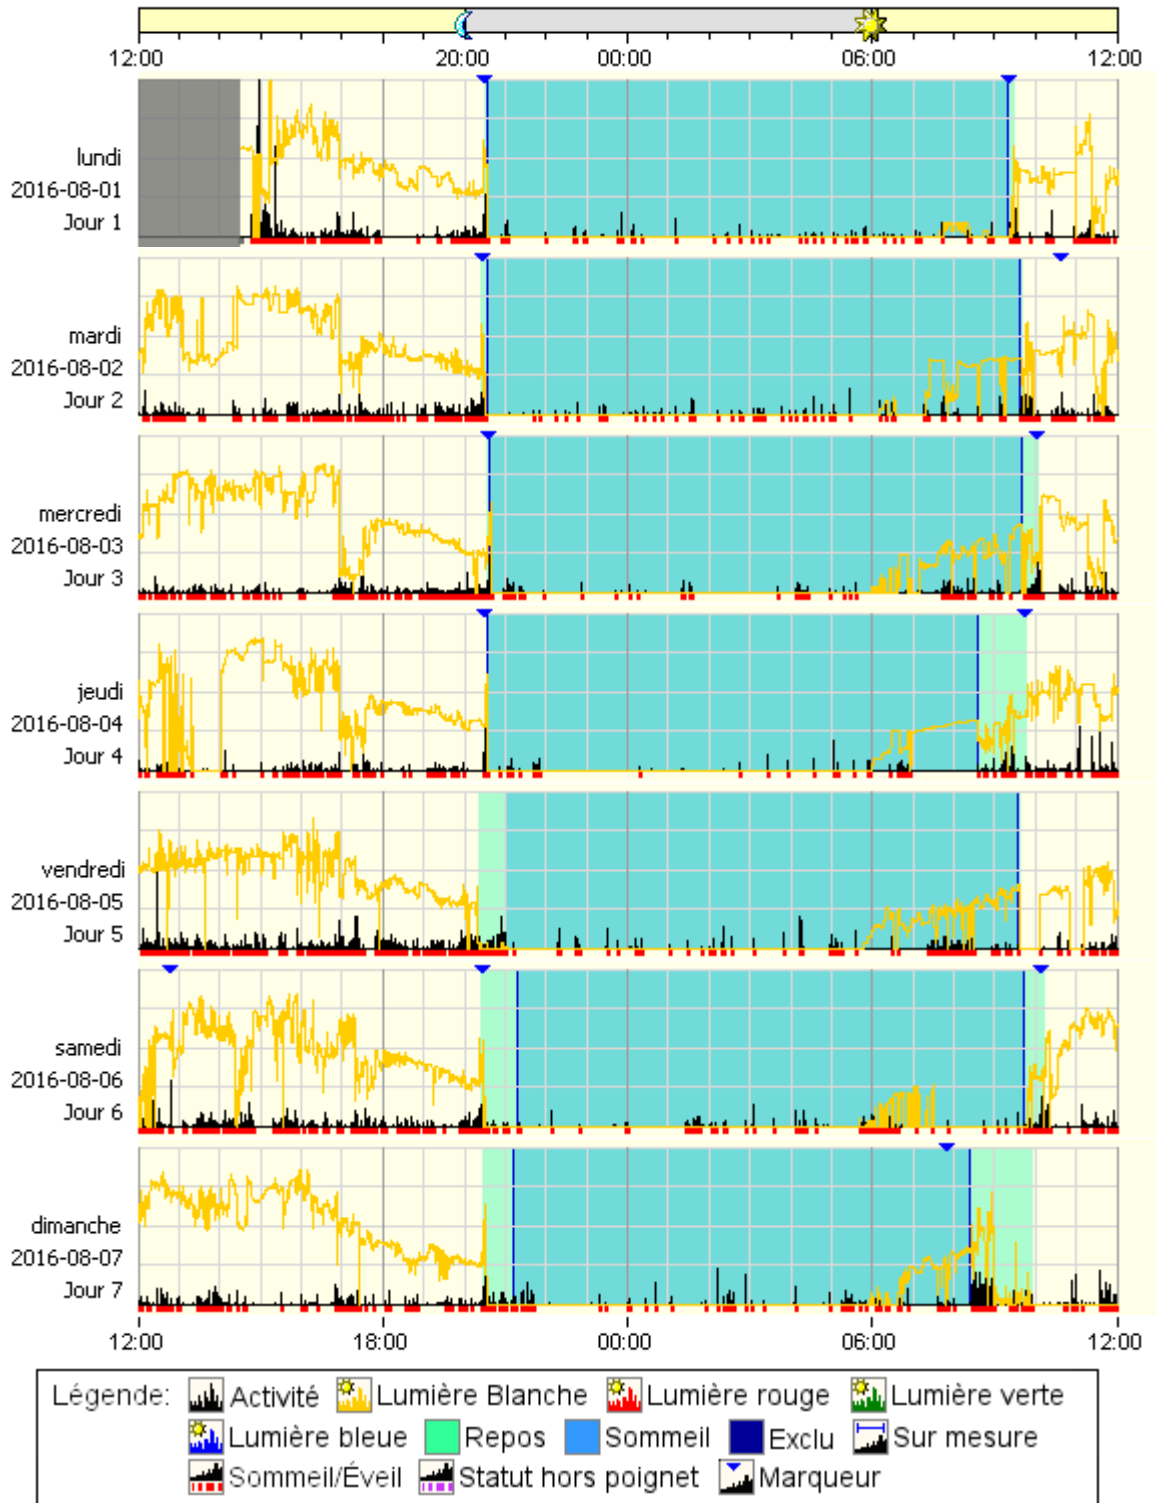 12:00 20:00 00:00 06:00 12:00
lundi
2016-08-01
Jour 1
mardi
2016-08-02
Jour 2
mercredi
2016-08-03
Jour 3
jeudi
2016-08-04
Jour 4
vendredi
2016-08-05
Jour 5
samedi
2016-08-06
Jour 6
dimanche
2016-08-07
Jour 7
12:00 18:00 00:00 06:00 12:00
Légende: Activité Lumière Blanche Lumière rouge Lumière verte
Lumière bleue Repos Sommeil Exclu Sur mesure
Sommeil/Éveil Statut hors poignet Marqueur